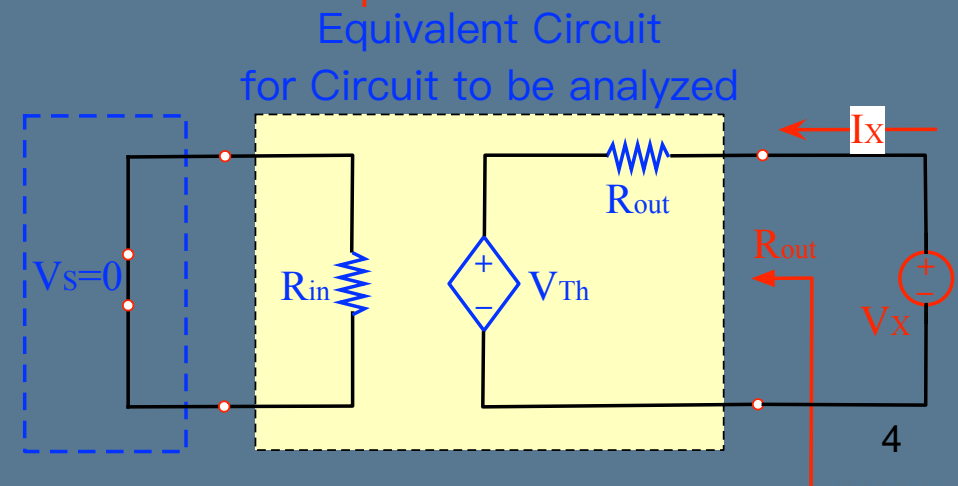 Equivalent Circuit
for Circuit to be analyzed
IX
Rout
Rout
VS=0
Rin
+
−
VTh
+
−
VX
4